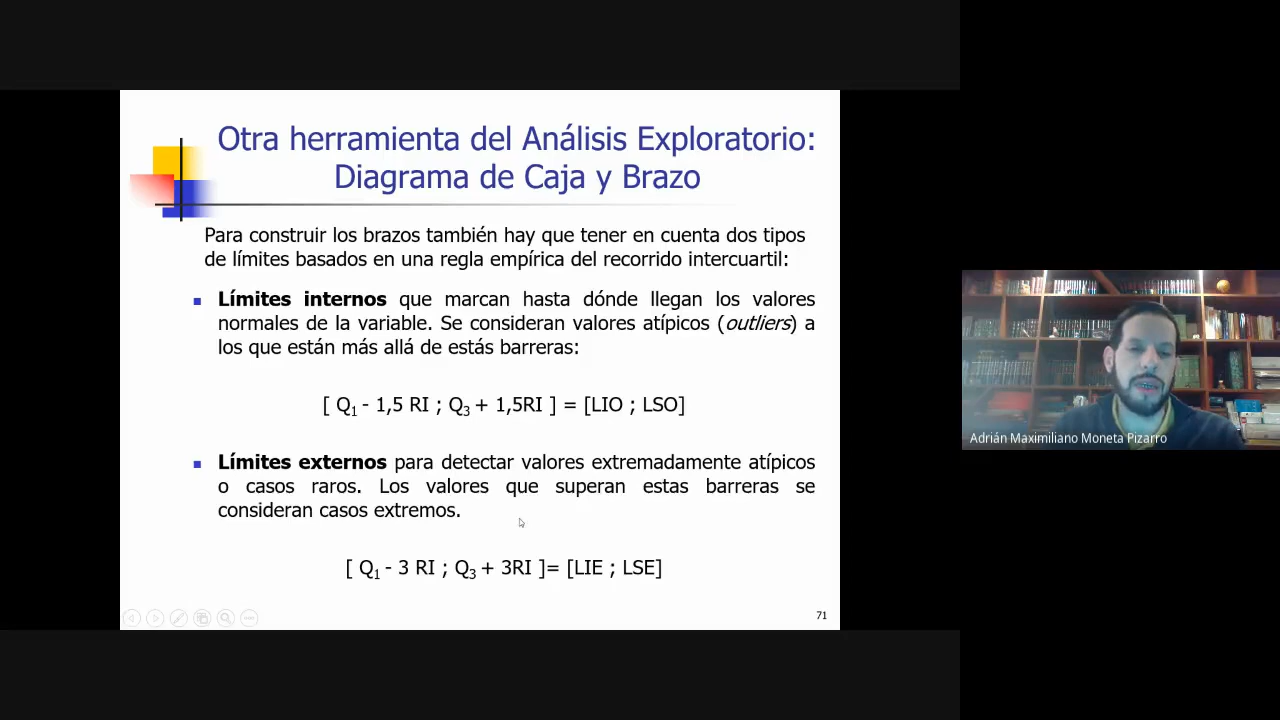 Otra herramienta del Análisis Exploratorio:
Diagrama de Caja y Brazo
Para construir los brazos también hay que tener en cuenta dos tipos
de límites basados en una regla empírica del recorrido intercuartil:
Límites internos que marcan hasta dónde llegan los valores
normales de la variable. Se consideran valores atípicos (outliers) a
los que están más allá de estás barreras:
[ Q1 - 1,5 RI ; Q3 + 1,5RI ] = [LIO ; LSO]
Límites externos para detectar valores extremadamente atípicos
o casos raros. Los valores que superan estas barreras se
consideran casos extremos.
[ Q1 - 3 RI ; Q3 + 3RI ]= [LIE ; LSE]
71
Adrián Maximiliano Moneta Pizarro